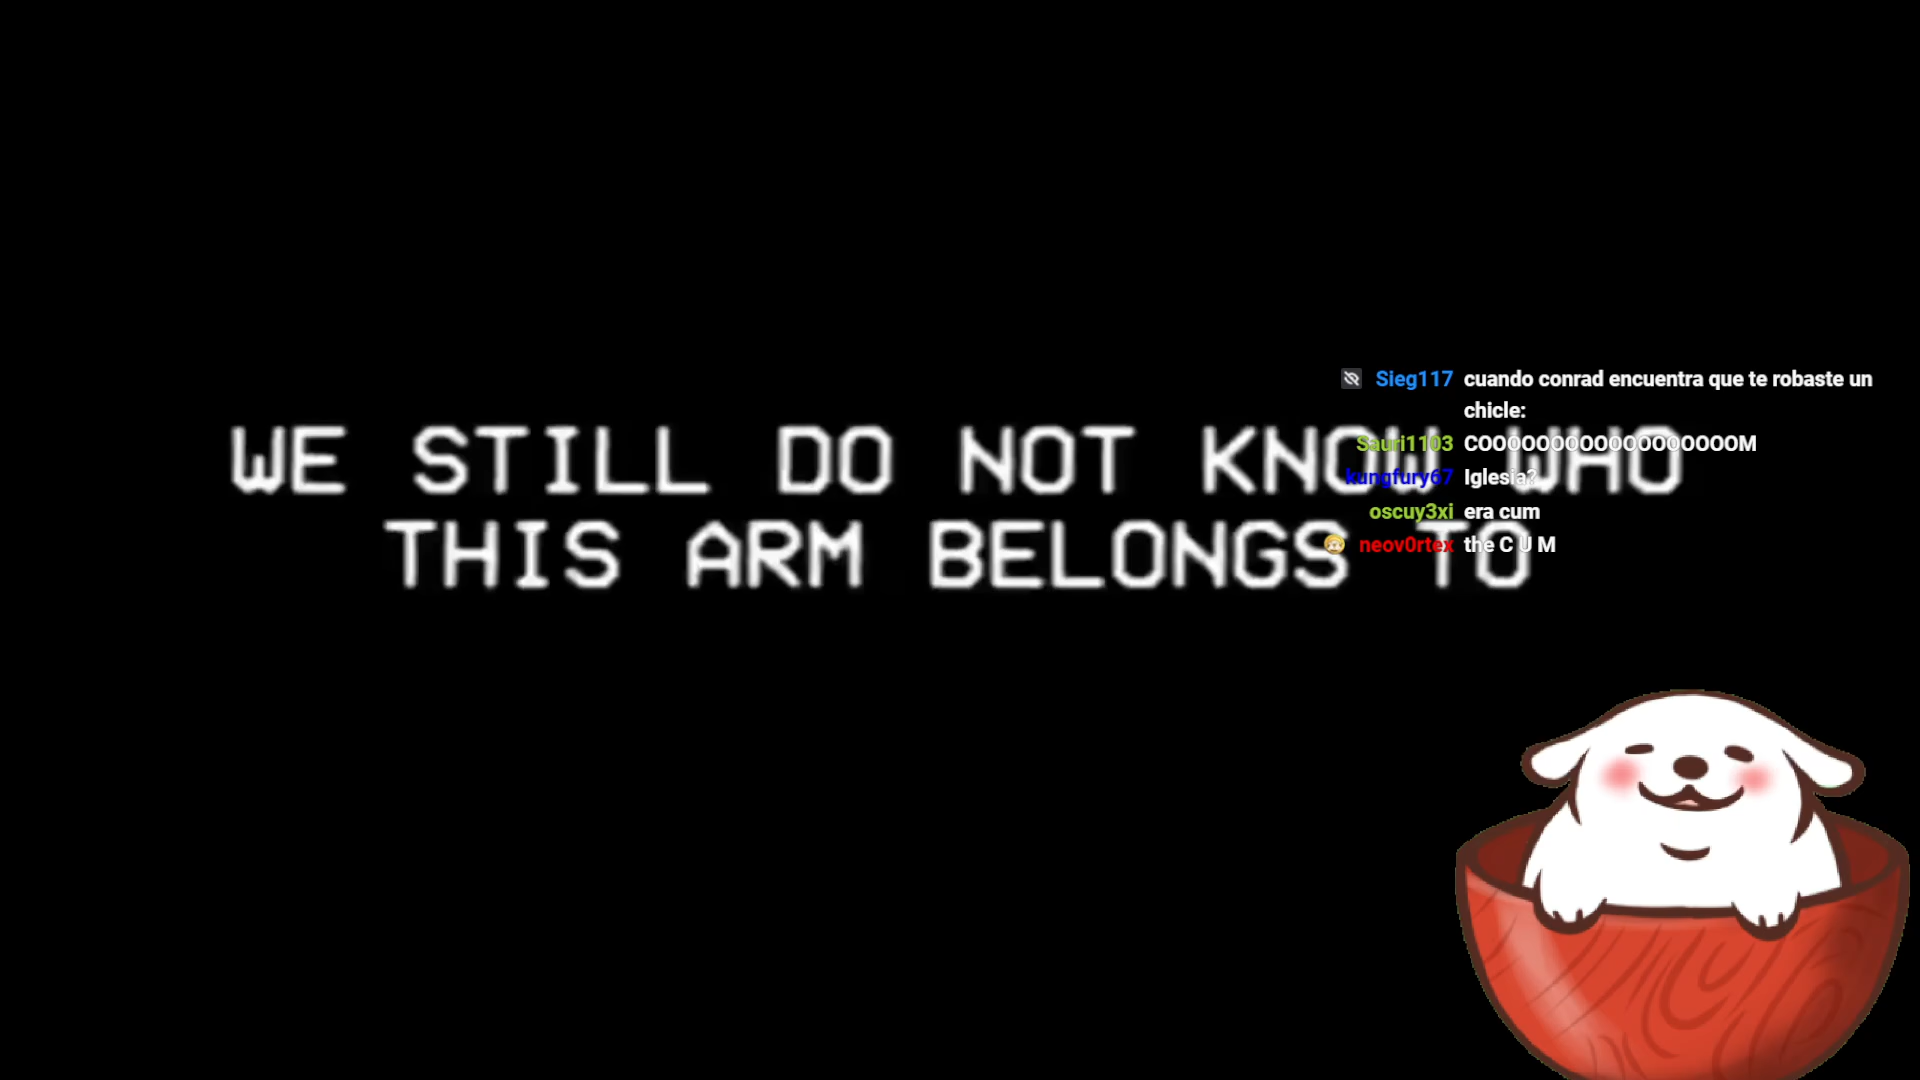 WE STILL DO NOT KNOW WHO
THIS ARM BELONGS TO
Sieg117 cuando conrad encuentra que te robaste un
chicle:
Sauri1103 COOOOOOOOOOOOOOOOOOM
kungfury67 Iglesia?
oscuy3xi era cum
neov0rtex the C U M